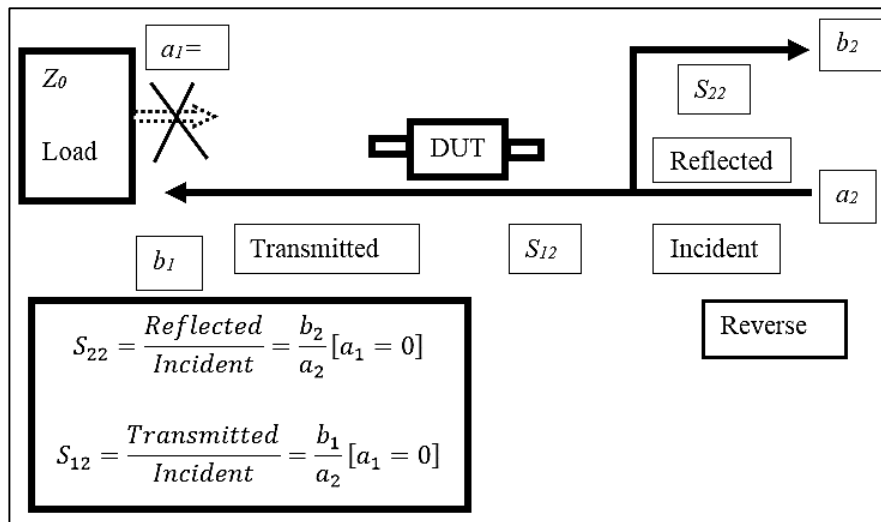 a1=
b2
Z0
S22
Load
DUT
Reflected
a2
b1
Transmitted
S12
Incident
Reverse
S22 = Reflected/Incident = b2/a2 [a1 = 0]
S12 = Transmitted/Incident = b1/a2 [a1 = 0]